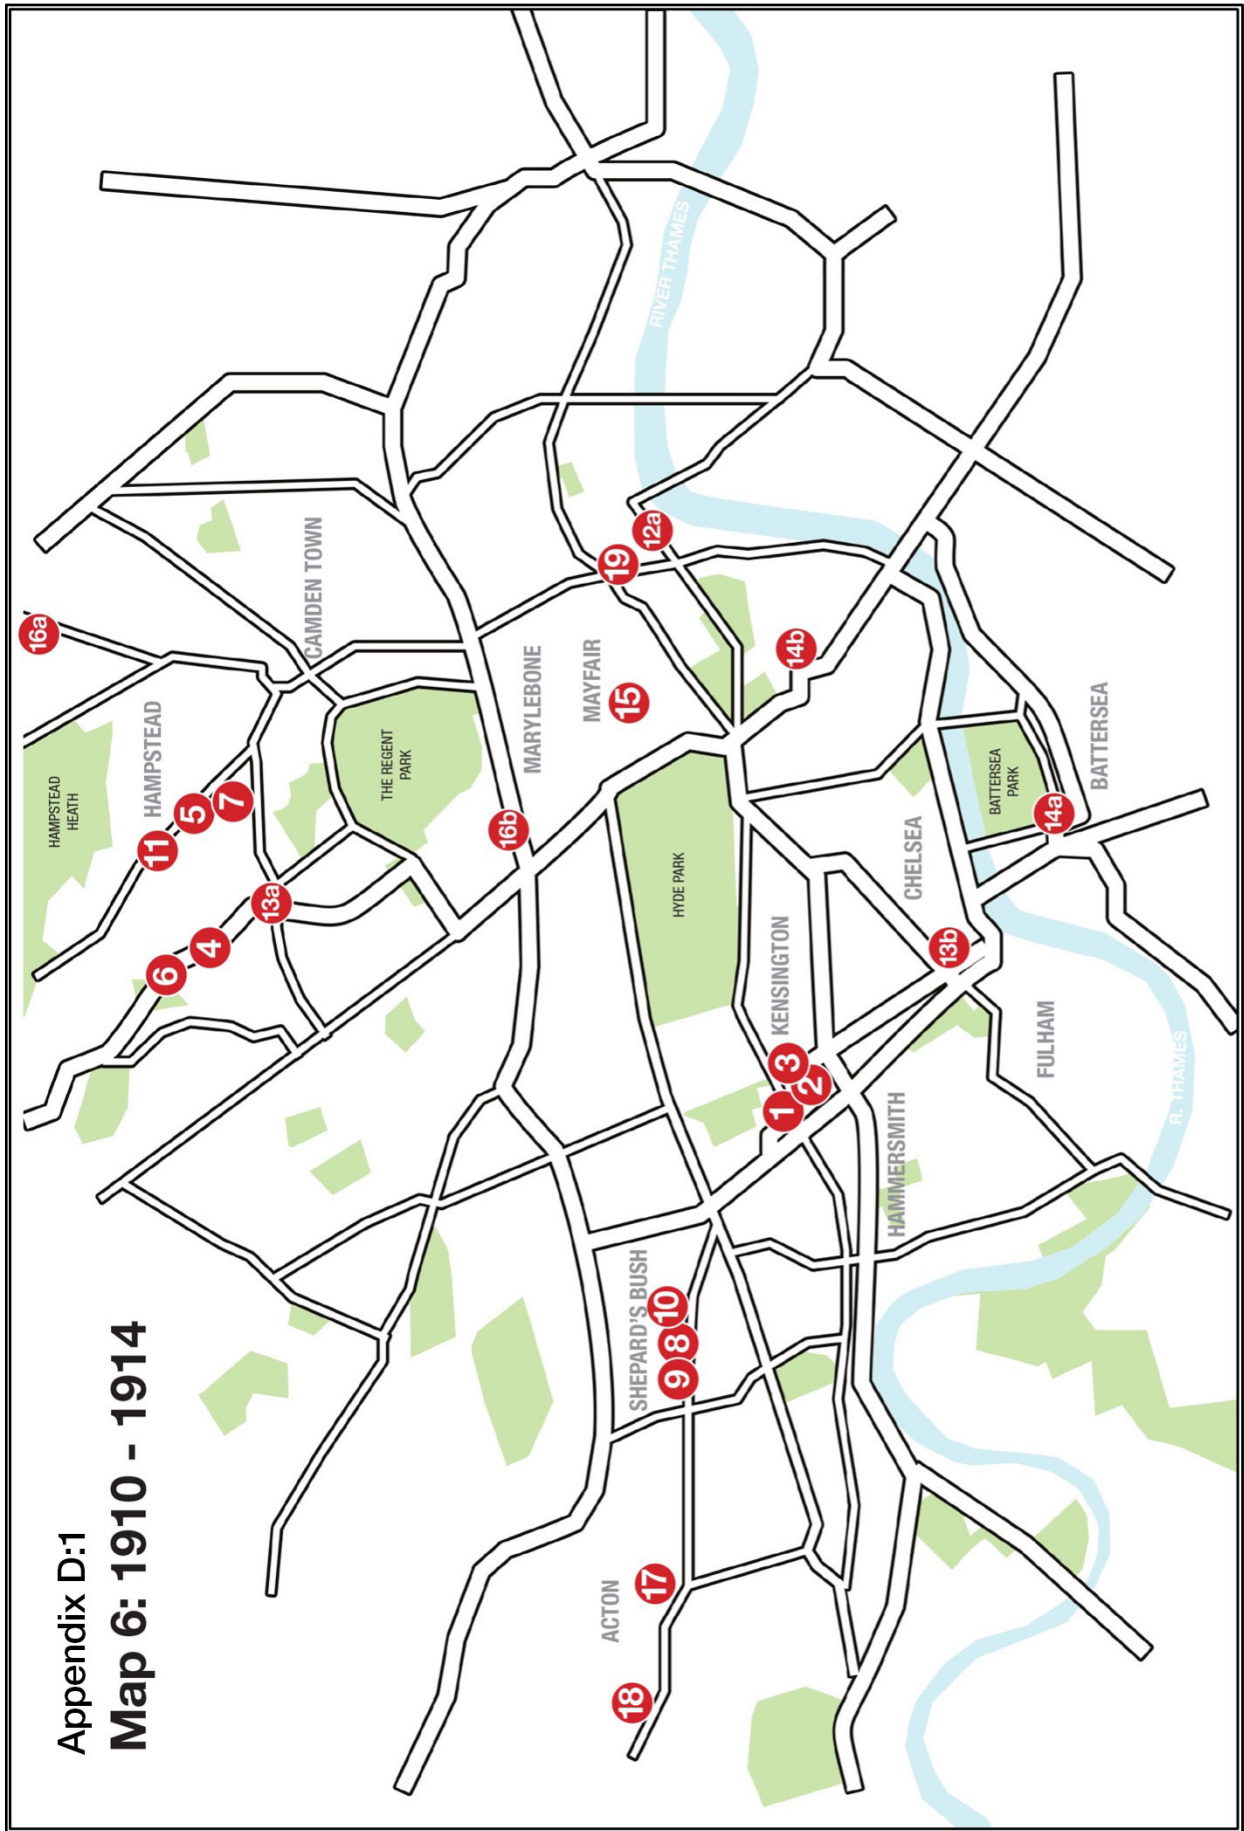 Appendix D:1
Map 6: 1910 - 1914
HAMPSTEAD
HEATH
HAMPSTEAD
16a
11
5
7
6
4
13a
CAMDEN TOWN
THE REGENT
PARK
16b
MARYLEBONE
MAYFAIR
15
19
12a
RIVER THAMES
14b
HYDE PARK
SHEPARD'S BUSH
9
8
10
ACTON
17
18
KENSINGTON
1
2
3
HAMMERSMITH
CHELSEA
13b
FULHAM
BATTERSEA
PARK
14a
BATTERSEA
R. THAMES